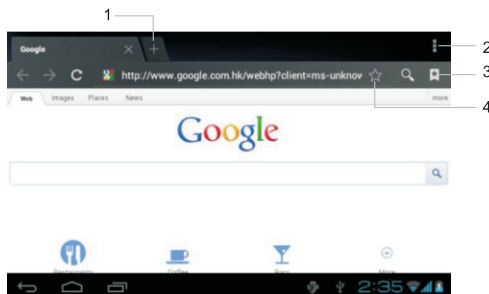 1
Google
2
http://www.google.com.hk/webhp?client=ms-unknov
3
Web Images Places News more
4
Google
Restaurants Coffee Bars More
2:35